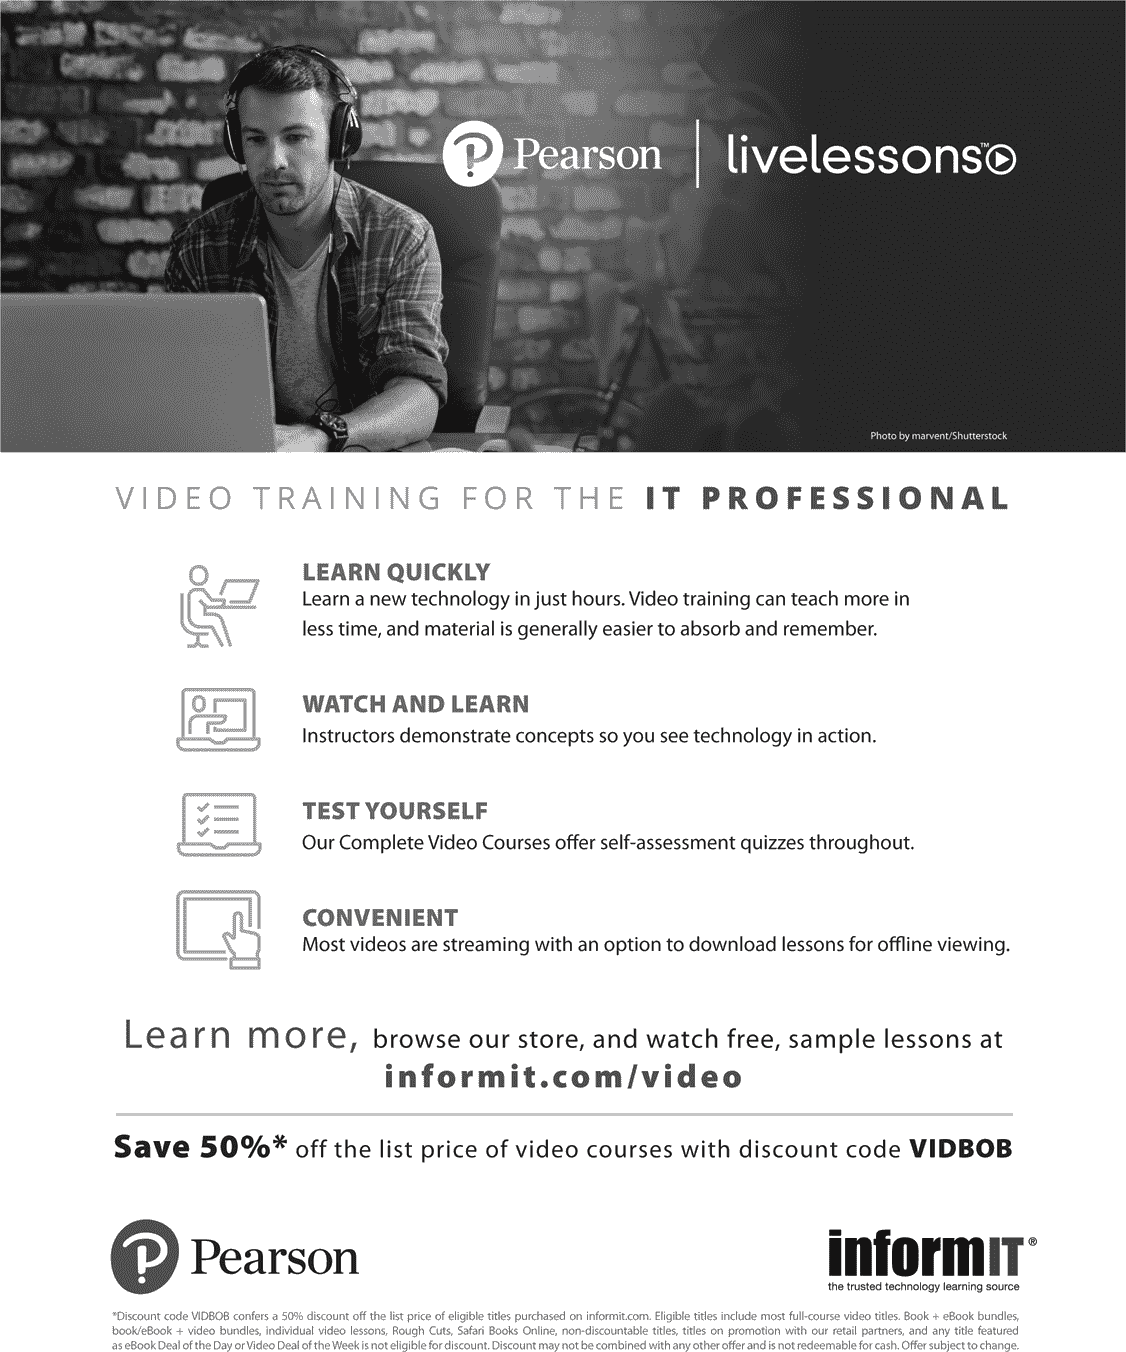 Pearson | livelessons™
Photo by marvent/Shutterstock
VIDEO TRAINING FOR THE IT PROFESSIONAL
LEARN QUICKLY
Learn a new technology in just hours. Video training can teach more in
less time, and material is generally easier to absorb and remember.
WATCH AND LEARN
Instructors demonstrate concepts so you see technology in action.
TEST YOURSELF
Our Complete Video Courses offer self-assessment quizzes throughout.
CONVENIENT
Most videos are streaming with an option to download lessons for offline viewing.
Learn more, browse our store, and watch free, sample lessons at
informit.com/video
Save 50%* off the list price of video courses with discount code VIDBOB
Pearson
informIT®
the trusted technology learning source
*Discount code VIDBOB confers a 50% discount off the list price of eligible titles purchased on informit.com. Eligible titles include most full-course video titles. Book + eBook bundles,
book/eBook + video bundles, individual video lessons, Rough Cuts, Safari Books Online, non-discountable titles, titles on promotion with our retail partners, and any title featured
as eBook Deal of the Day or Video Deal of the Week is not eligible for discount. Discount may not be combined with any other offer and is not redeemable for cash. Offer subject to change.